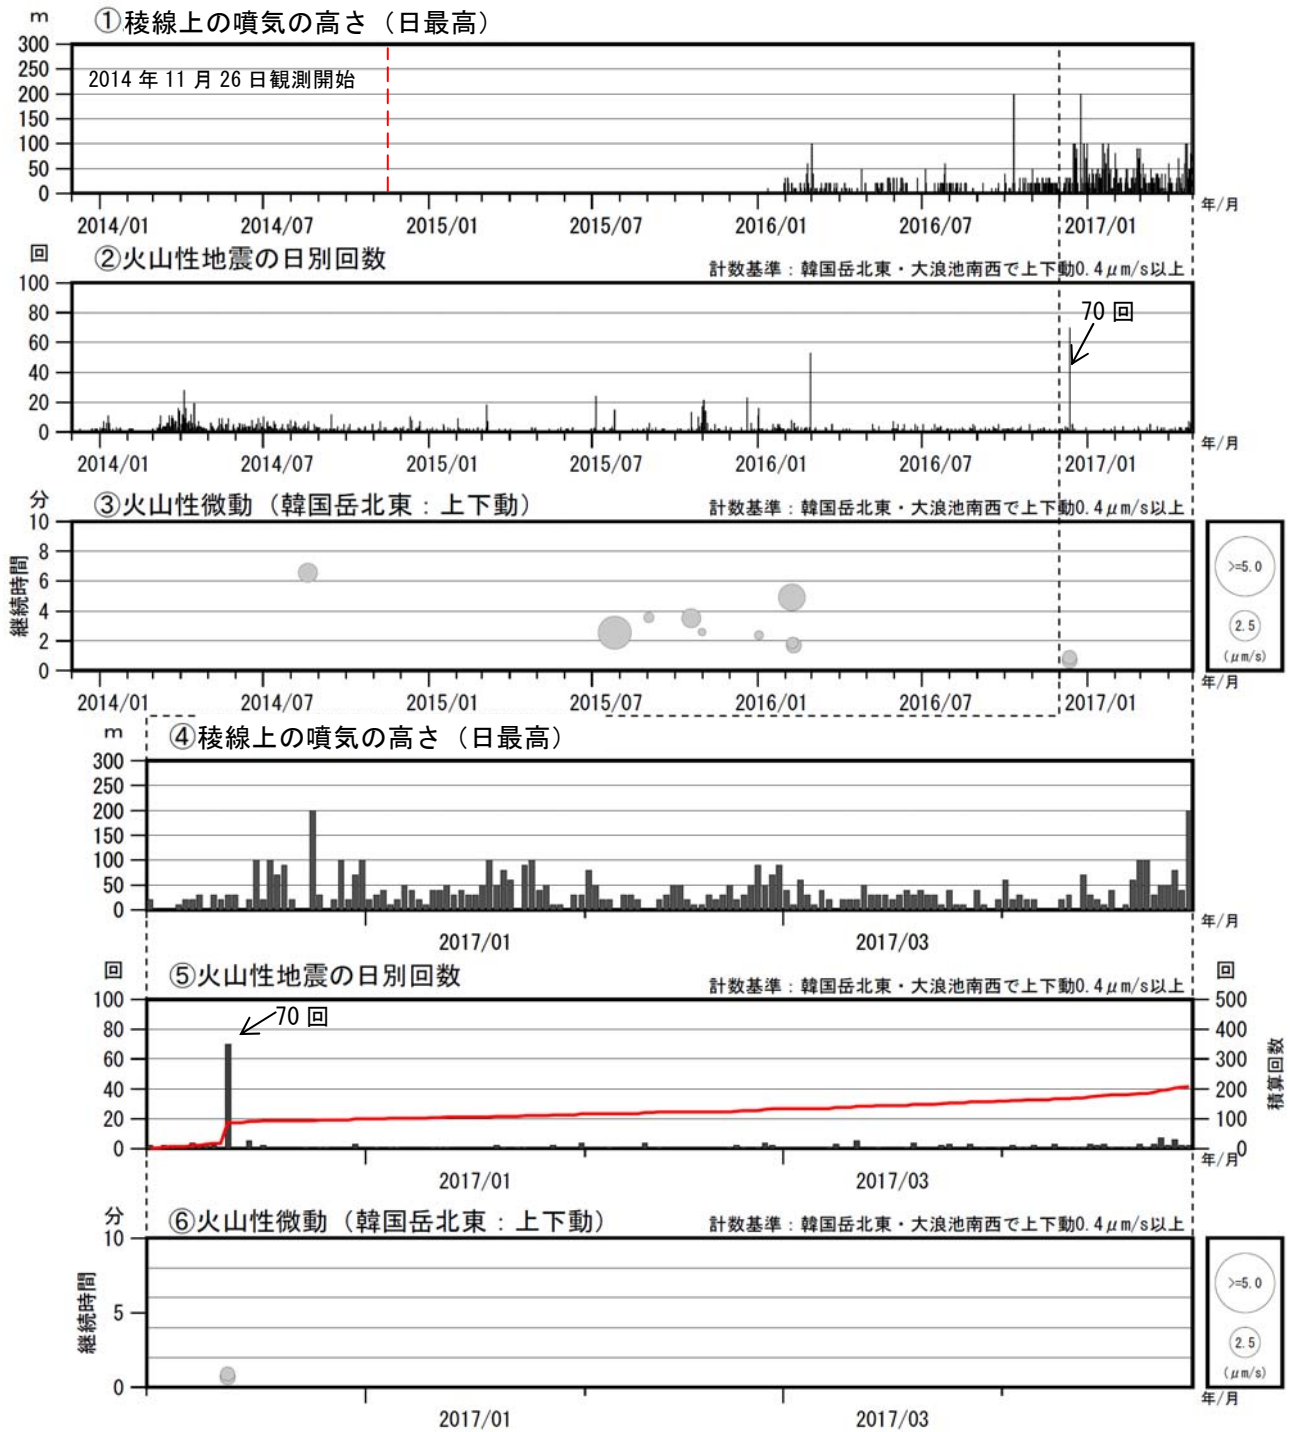 m ①稜線上の噴気の高さ（日最高）
300
250
200
150
100
50
0
2014年11月26日観測開始
2014/01 2014/07 2015/01 2015/07 2016/01 2016/07 2017/01 年/月
回 ②火山性地震の日別回数 計数基準：韓国岳北東・大浪池南西で上下動0.4μm/s以上
100
80
60
40
20
0
70回
2014/01 2014/07 2015/01 2015/07 2016/01 2016/07 2017/01 年/月
分 ③火山性微動（韓国岳北東：上下動） 計数基準：韓国岳北東・大浪池南西で上下動0.4μm/s以上
継続時間
10
8
6
4
2
0
>=5.0
2.5
(μm/s)
2014/01 2014/07 2015/01 2015/07 2016/01 2016/07 2017/01 年/月
m ④稜線上の噴気の高さ（日最高）
300
250
200
150
100
50
0
2017/01 2017/03 年/月
回 ⑤火山性地震の日別回数 計数基準：韓国岳北東・大浪池南西で上下動0.4μm/s以上 回
100
80
60
40
20
0
70回
500
400
300
200
100
0
積算回数
2017/01 2017/03 年/月
分 ⑥火山性微動（韓国岳北東：上下動） 計数基準：韓国岳北東・大浪池南西で上下動0.4μm/s以上
継続時間
10
5
0
>=5.0
2.5
(μm/s)
2017/01 2017/03 年/月